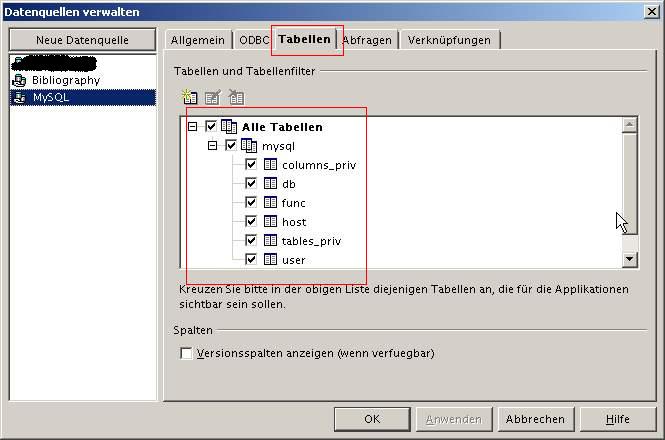 Datenquellen verwalten
Neue Datenquelle
Bibliography
MySQL
Allgemein
ODBC
Tabellen
Abfragen
Verknüpfungen
Tabellen und Tabellenfilter
Alle Tabellen
mysql
columns_priv
db
func
host
tables_priv
user
Kreuzen Sie bitte in der obigen Liste diejenigen Tabellen an, die für die Applikationen
sichtbar sein sollen.
Spalten
Versionsspalten anzeigen (wenn verfuegbar)
OK
Anwenden
Abbrechen
Hilfe